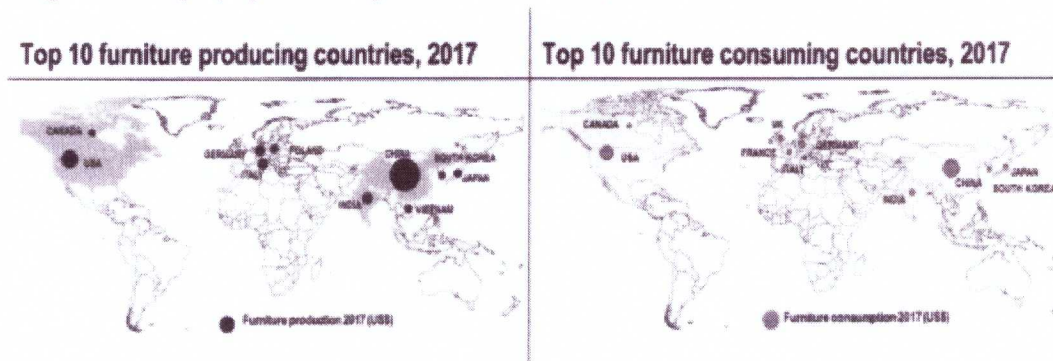 Top 10 furniture producing countries, 2017
CANADA
USA
GERMANY
POLAND
ITALY
CHINA
SOUTH KOREA
JAPAN
INDIA
VIETNAM
Furniture production 2017 (US$)
Top 10 furniture consuming countries, 2017
CANADA
USA
UK
FRANCE
GERMANY
ITALY
CHINA
JAPAN
SOUTH KOREA
INDIA
Furniture consumption 2017 (US$)